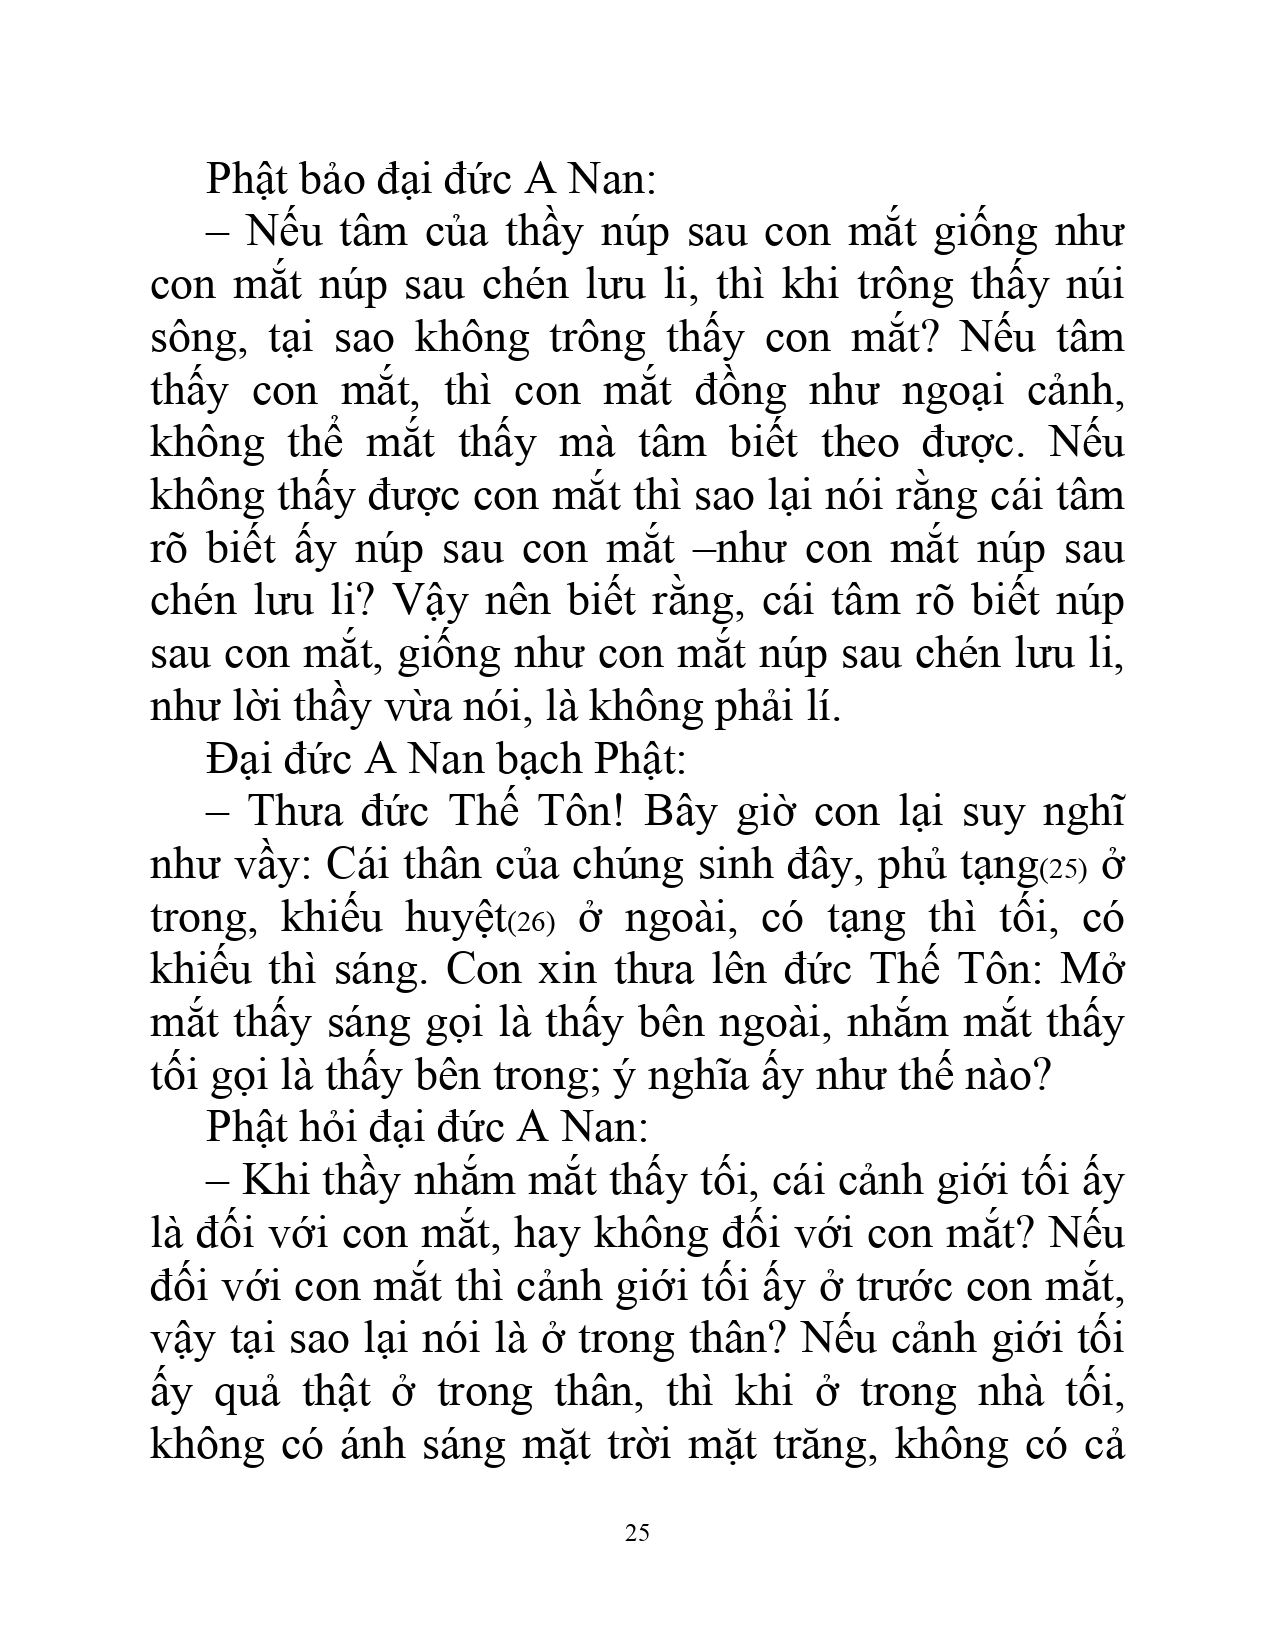 Phật bảo đại đức A Nan:
– Nếu tâm của thầy núp sau con mắt giống như
con mắt núp sau chén lưu li, thì khi trông thấy núi
sông, tại sao không trông thấy con mắt? Nếu tâm
thấy con mắt, thì con mắt đồng như ngoại cảnh,
không thể mắt thấy mà tâm biết theo được. Nếu
không thấy được con mắt thì sao lại nói rằng cái tâm
rõ biết ấy núp sau con mắt –như con mắt núp sau
chén lưu li? Vậy nên biết rằng, cái tâm rõ biết núp
sau con mắt, giống như con mắt núp sau chén lưu li,
như lời thầy vừa nói, là không phải lí.
Đại đức A Nan bạch Phật:
– Thưa đức Thế Tôn! Bây giờ con lại suy nghĩ
như vầy: Cái thân của chúng sinh đây, phủ tạng(25) ở
trong, khiếu huyệt(26) ở ngoài, có tạng thì tối, có
khiếu thì sáng. Con xin thưa lên đức Thế Tôn: Mở
mắt thấy sáng gọi là thấy bên ngoài, nhắm mắt thấy
tối gọi là thấy bên trong; ý nghĩa ấy như thế nào?
Phật hỏi đại đức A Nan:
– Khi thầy nhắm mắt thấy tối, cái cảnh giới tối ấy
là đối với con mắt, hay không đối với con mắt? Nếu
đối với con mắt thì cảnh giới tối ấy ở trước con mắt,
vậy tại sao lại nói là ở trong thân? Nếu cảnh giới tối
ấy quả thật ở trong thân, thì khi ở trong nhà tối,
không có ánh sáng mặt trời mặt trăng, không có cả
25